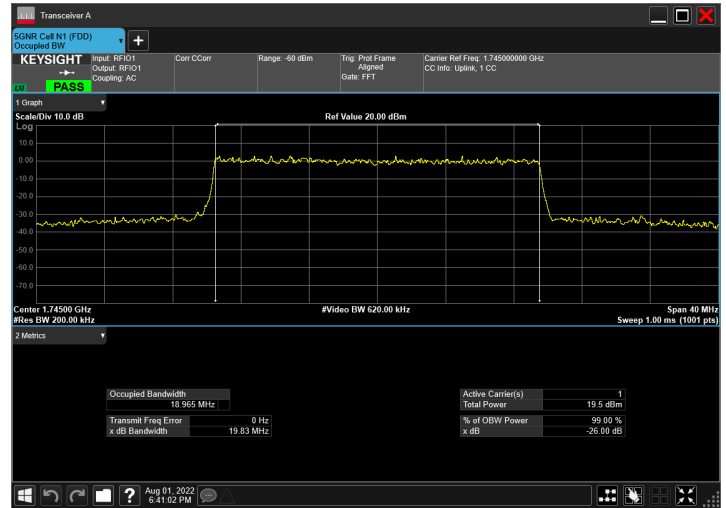 Transceiver A
5GNR Cell N1 (FDD)
Occupied BW
KEYSIGHT
PASS
Input: RFIO1
Output: RFIO1
Coupling: AC
Corr CCorr
Range: -60 dBm
Trig: Prot Frame
Aligned
Gate: FFT
Carrier Ref Freq: 1.745000000 GHz
CC Info: Uplink, 1 CC
1 Graph
Scale/Div 10.0 dB
Ref Value 20.00 dBm
Log
10.0
0.00
-10.0
-20.0
-30.0
-40.0
-50.0
-60.0
-70.0
Center 1.74500 GHz
#Video BW 620.00 kHz
Span 40 MHz
#Res BW 200.00 kHz
Sweep 1.00 ms (1001 pts)
2 Metrics
Occupied Bandwidth
18.965 MHz
Transmit Freq Error 0 Hz
x dB Bandwidth 19.83 MHz
Active Carrier(s) 1
Total Power 19.5 dBm
% of OBW Power 99.00 %
x dB -26.00 dB
Aug 01, 2022
6:41:02 PM